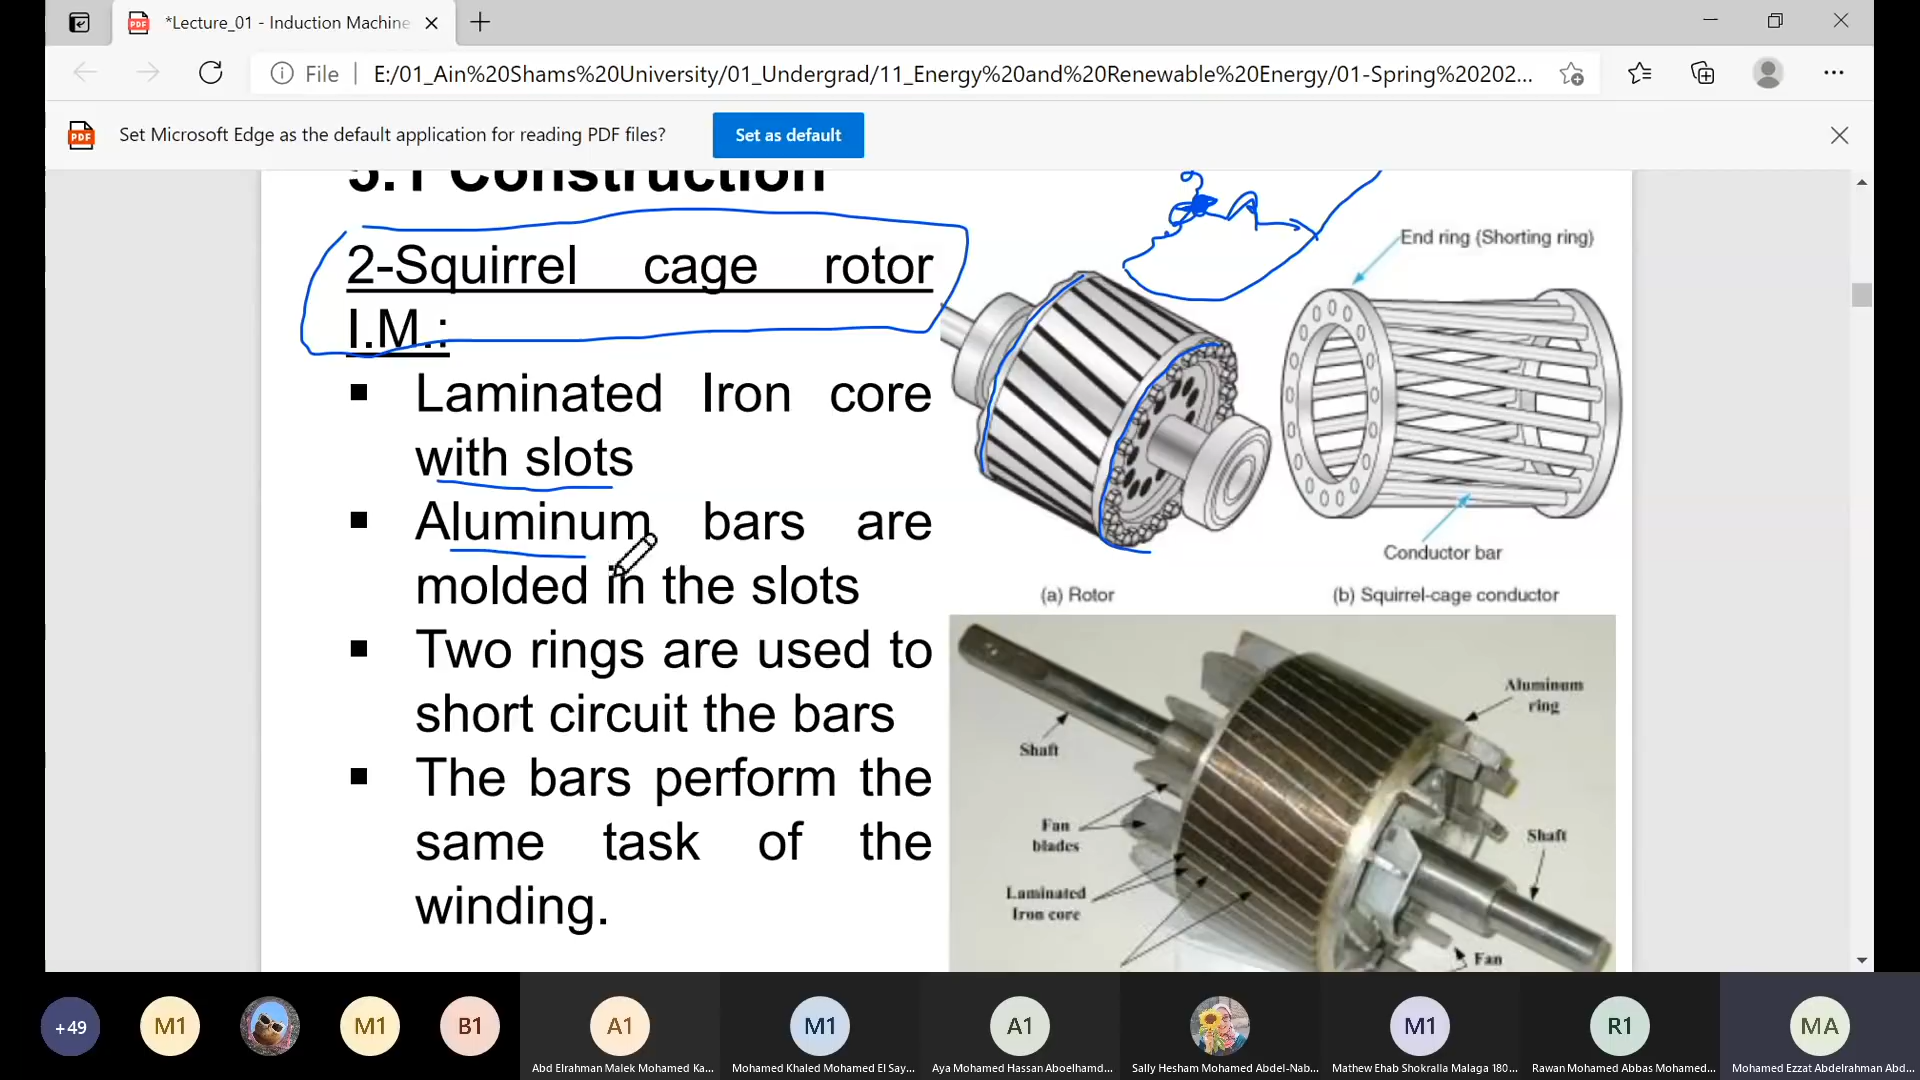 *Lecture_01 - Induction Machine
File
E:/01_Ain%20Shams%20University/01_Undergrad/11_Energy%20and%20Renewable%20Energy/01-Spring%20202...
Set Microsoft Edge as the default application for reading PDF files?
Set as default
5.1 Construction
2-Squirrel cage rotor
I.M.:
▪ Laminated Iron core
with slots
▪ Aluminum bars are
molded in the slots
▪ Two rings are used to
short circuit the bars
▪ The bars perform the
same task of the
winding.
End ring (Shorting ring)
Conductor bar
(a) Rotor
(b) Squirrel-cage conductor
Aluminum
ring
Shaft
Fan
blades
Shaft
Laminated
Iron core
Fan
+49
M1
M1
B1
A1
M1
A1
M1
R1
MA
Abd Elrahman Malek Mohamed Ka...
Mohamed Khaled Mohamed El Say...
Aya Mohamed Hassan Aboelhamd...
Sally Hesham Mohamed Abdel-Nab...
Mathew Ehab Shokralla Malaga 180...
Rawan Mohamed Abbas Mohamed...
Mohamed Ezzat Abdelrahman Abd...